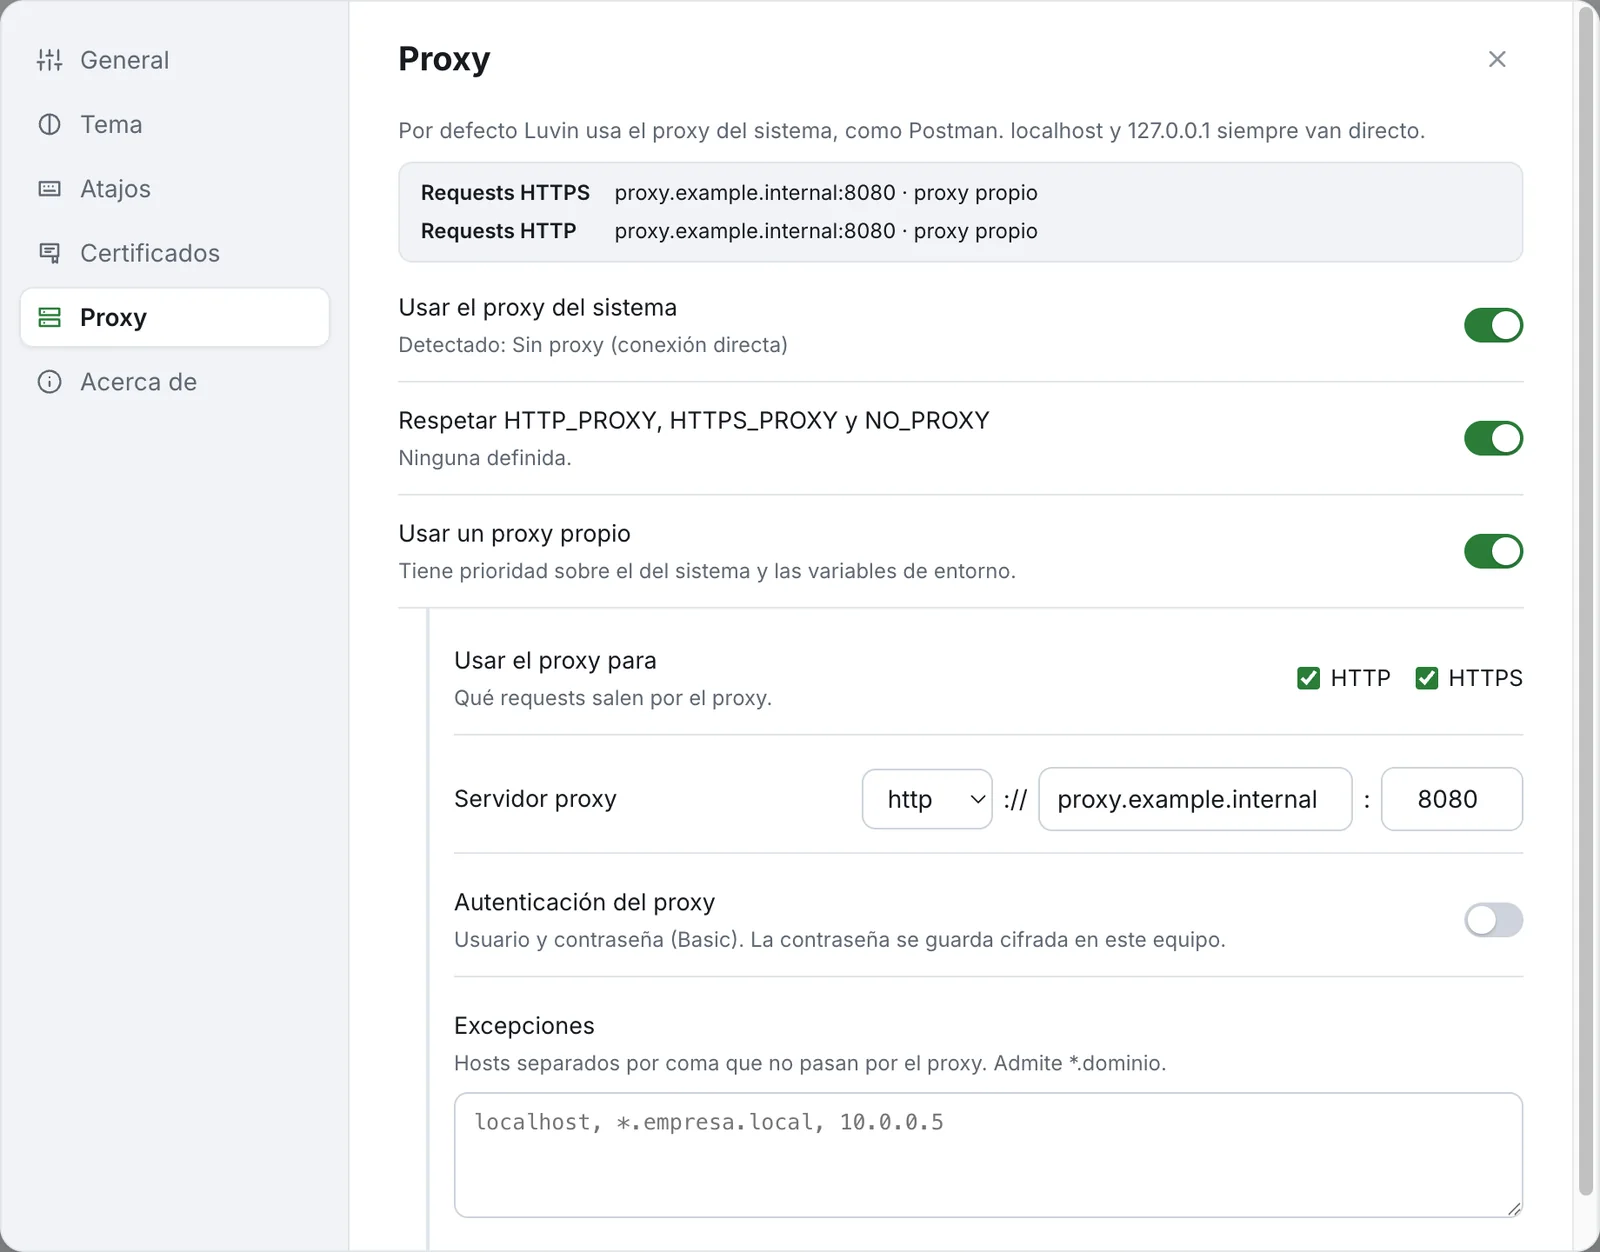 General
Tema
Atajos
Certificados
Proxy
Acerca de
Proxy
Por defecto Luvin usa el proxy del sistema, como Postman. localhost y 127.0.0.1 siempre van directo.
Requests HTTPS proxy.example.internal:8080 · proxy propio
Requests HTTP proxy.example.internal:8080 · proxy propio
Usar el proxy del sistema
Detectado: Sin proxy (conexión directa)
Respetar HTTP_PROXY, HTTPS_PROXY y NO_PROXY
Ninguna definida.
Usar un proxy propio
Tiene prioridad sobre el del sistema y las variables de entorno.
Usar el proxy para
Qué requests salen por el proxy.
HTTP HTTPS
Servidor proxy http :// proxy.example.internal : 8080
Autenticación del proxy
Usuario y contraseña (Basic). La contraseña se guarda cifrada en este equipo.
Excepciones
Hosts separados por coma que no pasan por el proxy. Admite *.dominio.
localhost, *.empresa.local, 10.0.0.5